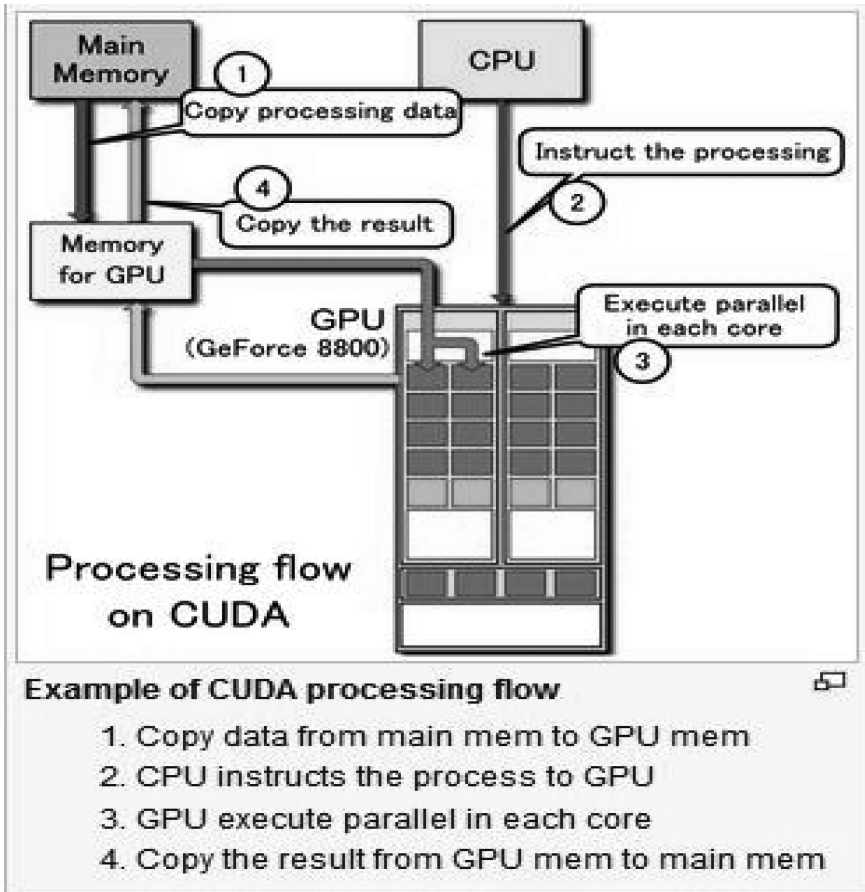 Main
Memory
CPU
1
Copy processing data
Instruct the processing
2
4
Copy the result
Memory
for GPU
GPU
(GeForce 8800)
Execute parallel
in each core
3
Processing flow
on CUDA
Example of CUDA processing flow
1. Copy data from main mem to GPU mem
2. CPU instructs the process to GPU
3. GPU execute parallel in each core
4. Copy the result from GPU mem to main mem